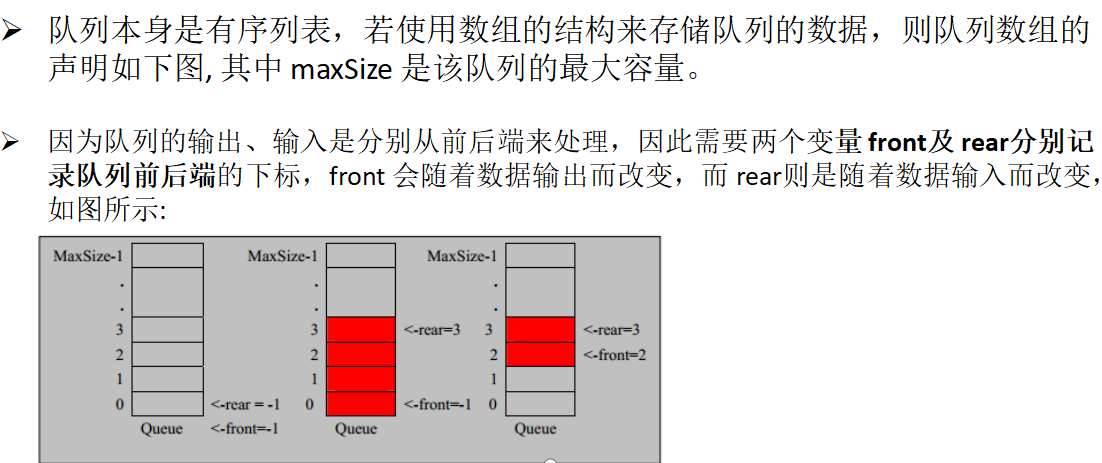 ➢ 队列本身是有序列表，若使用数组的结构来存储队列的数据，则队列数组的
声明如下图, 其中 maxSize 是该队列的最大容量。
➢ 因为队列的输出、输入是分别从前后端来处理，因此需要两个变量 front及 rear分别记
录队列前后端的下标，front 会随着数据输出而改变，而 rear则是随着数据输入而改变，
如图所示:
MaxSize-1 MaxSize-1 MaxSize-1
. . .
. . .
3 3 <-rear=3 3 <-rear=3
2 2 2 <-front=2
1 1 1
0 <-rear = -1 0 <-front=-1 0
Queue <-front=-1 Queue Queue